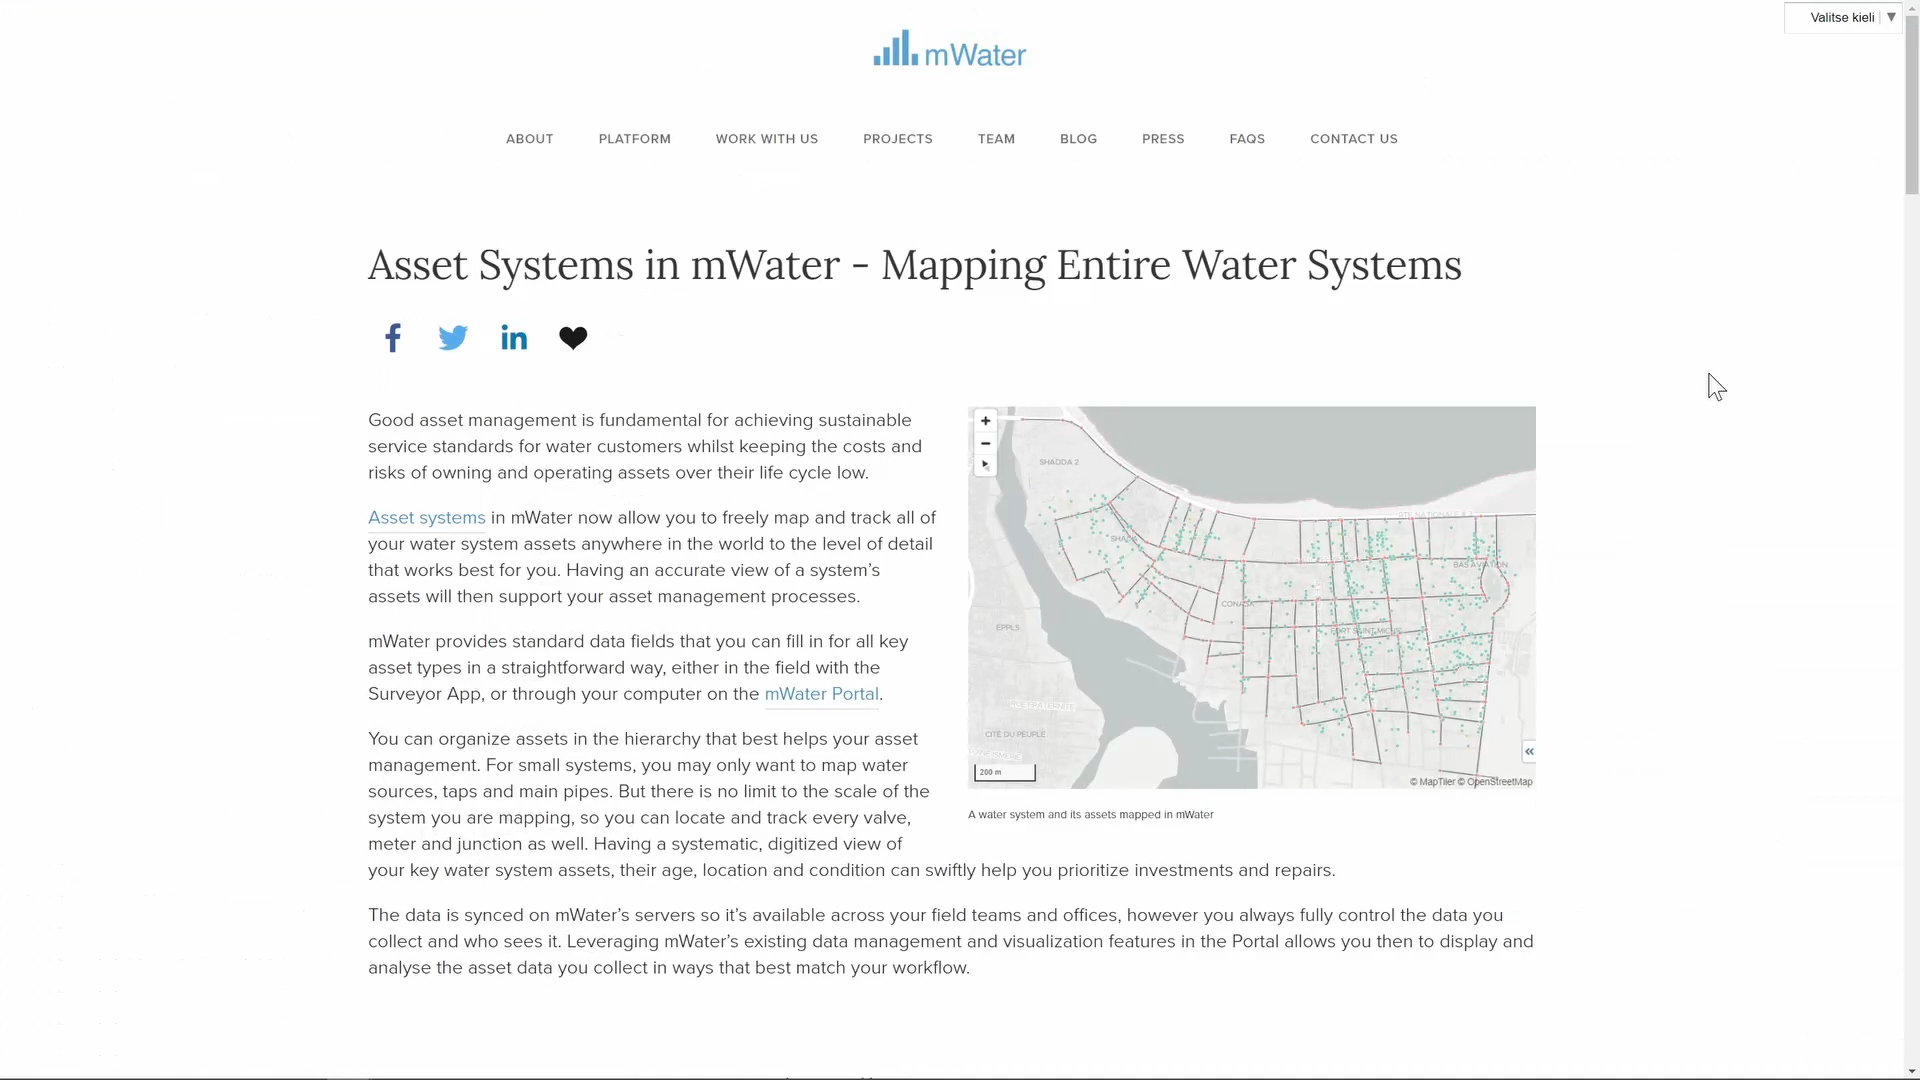 Valitse kieli
mWater
ABOUT PLATFORM WORK WITH US PROJECTS TEAM BLOG PRESS FAQS CONTACT US
Asset Systems in mWater - Mapping Entire Water Systems
Good asset management is fundamental for achieving sustainable
service standards for water customers whilst keeping the costs and
risks of owning and operating assets over their life cycle low.
Asset systems in mWater now allow you to freely map and track all of
your water system assets anywhere in the world to the level of detail
that works best for you. Having an accurate view of a system’s
assets will then support your asset management processes.
mWater provides standard data fields that you can fill in for all key
asset types in a straightforward way, either in the field with the
Surveyor App, or through your computer on the mWater Portal.
You can organize assets in the hierarchy that best helps your asset
management. For small systems, you may only want to map water
sources, taps and main pipes. But there is no limit to the scale of the
system you are mapping, so you can locate and track every valve,
meter and junction as well. Having a systematic, digitized view of
your key water system assets, their age, location and condition can swiftly help you prioritize investments and repairs.
SHADDA 2
RTE NATIONALE # 3
BAS AVIATION
EPPLS
FORT SAINT MICHEL
CITÉ DU PEUPLE
200 m
© MapTiler © OpenStreetMap
A water system and its assets mapped in mWater
The data is synced on mWater’s servers so it’s available across your field teams and offices, however you always fully control the data you
collect and who sees it. Leveraging mWater’s existing data management and visualization features in the Portal allows you then to display and
analyse the asset data you collect in ways that best match your workflow.